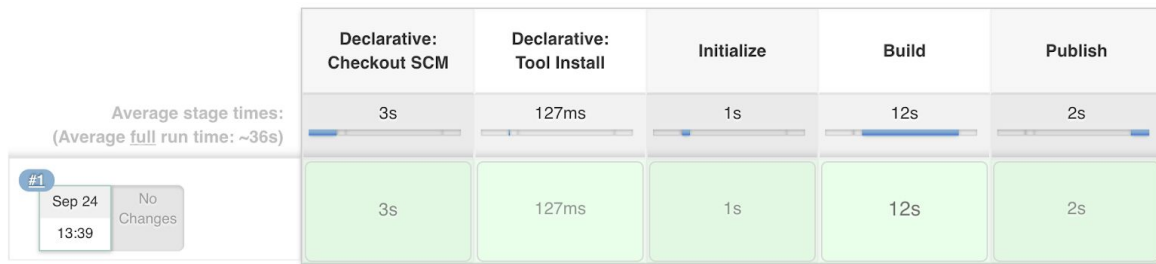 Declarative:
Checkout SCM
Declarative:
Tool Install
Initialize
Build
Publish
Average stage times:
(Average full run time: ~36s)
3s
127ms
1s
12s
2s
#1
Sep 24
13:39
No
Changes
3s
127ms
1s
12s
2s